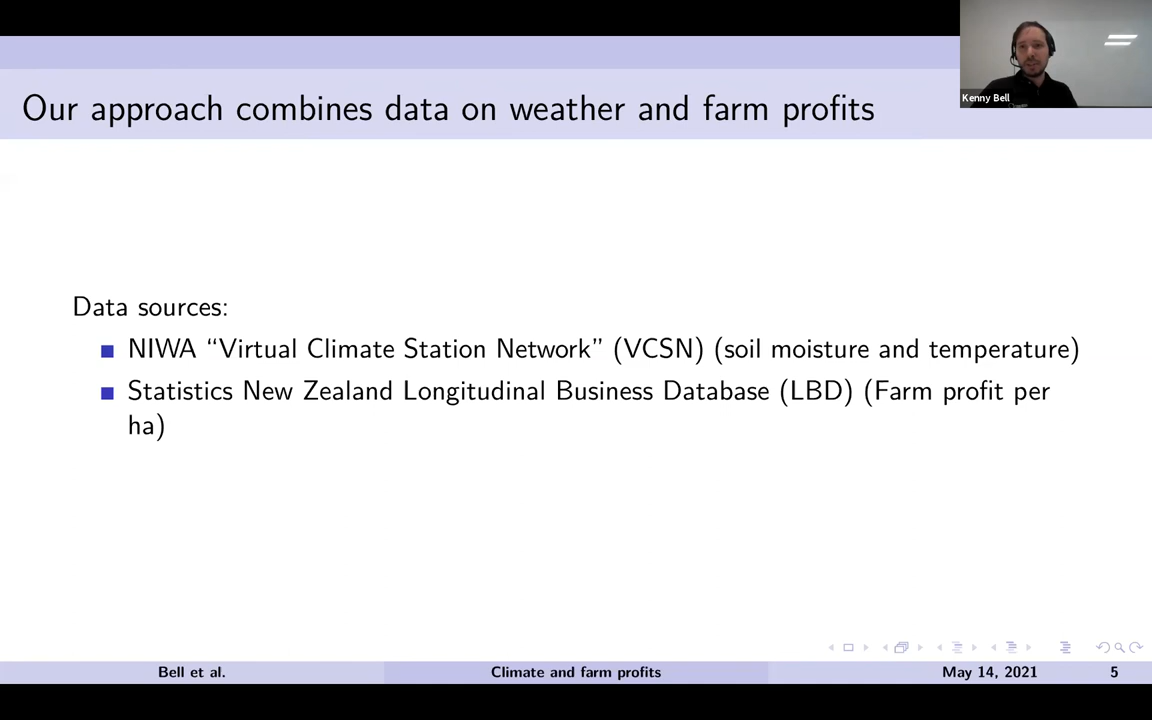 Our approach combines data on weather and farm profits
Kenny Bell
Data sources:
NIWA “Virtual Climate Station Network” (VCSN) (soil moisture and temperature)
Statistics New Zealand Longitudinal Business Database (LBD) (Farm profit per
ha)
Bell et al.
Climate and farm profits
May 14, 2021
5